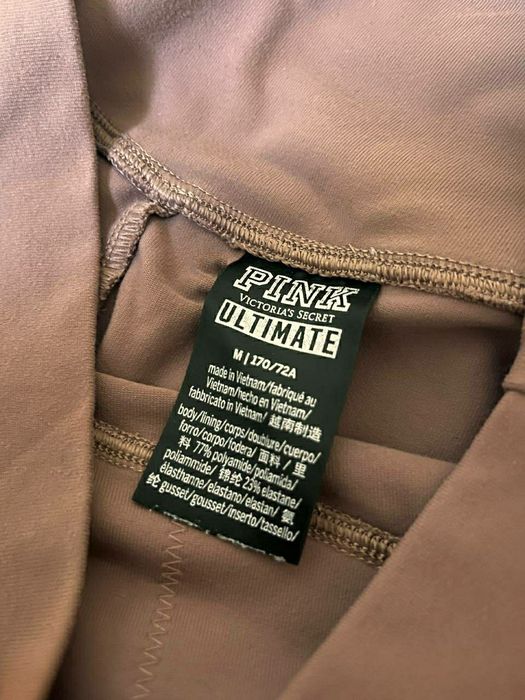 PINK
VICTORIA'S SECRET
ULTIMATE
M | 170/72A
made in Vietnam/fabriqué au
Vietnam/hecho en Vietnam/
fabbricato in Vietnam/ 越南制造
body/lining/corps/doublure/cuerpo/
forro/corpo/fodera/ 面料 / 里
料 77% polyamide/poliamida/
poliammide/ 锦纶 23% elastane/
élasthanne/elastano/elastan/ 氨
纶 gusset/gousset/inserto/tassello/